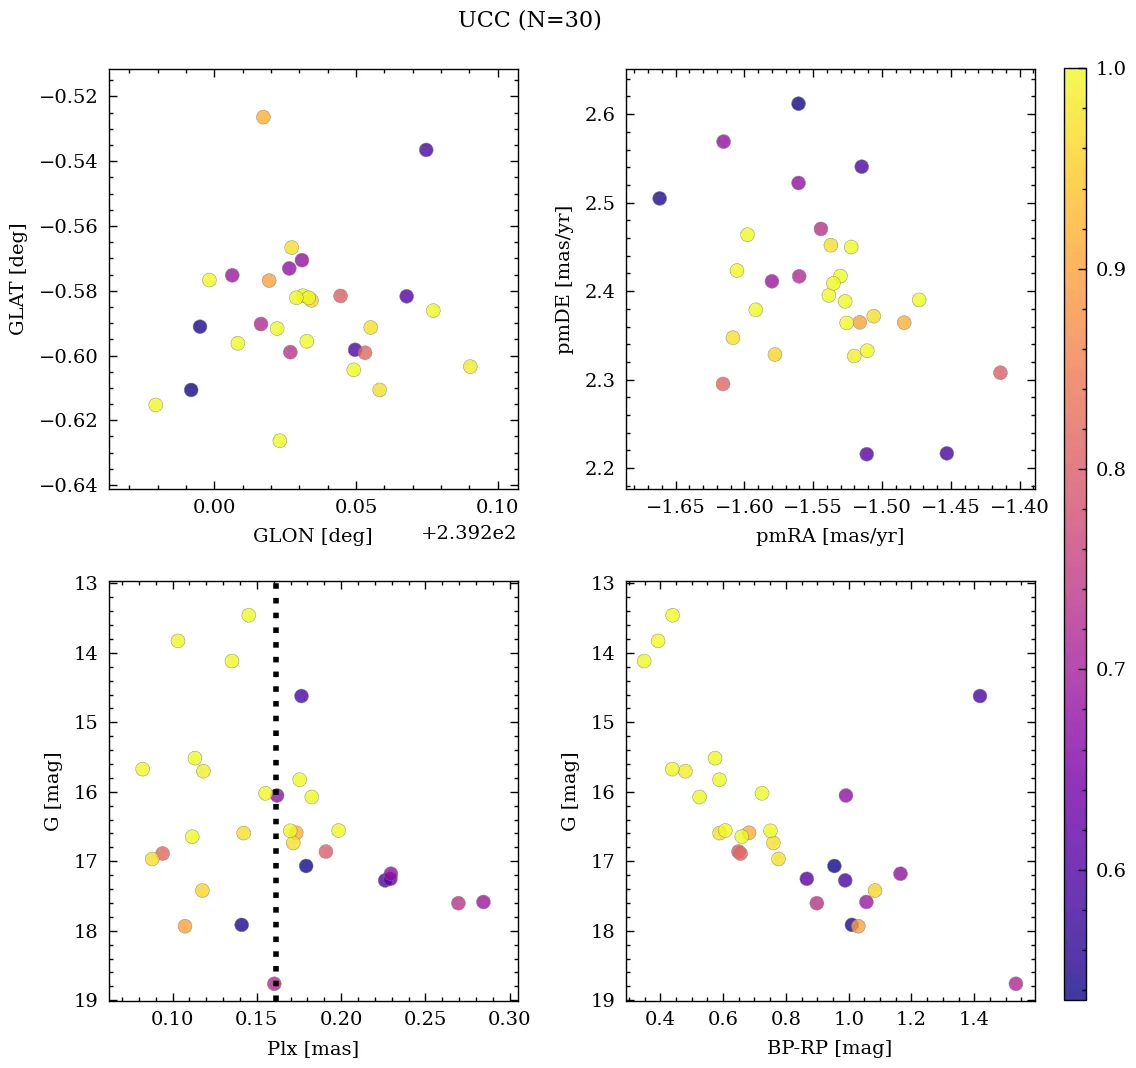 UCC (N=30)
−0.52
−0.54
−0.56
−0.58
−0.60
−0.62
−0.64
GLAT [deg]
0.00 0.05 0.10
GLON [deg] +2.392e2
2.6
2.5
2.4
2.3
2.2
pmDE [mas/yr]
−1.65 −1.60 −1.55 −1.50 −1.45 −1.40
pmRA [mas/yr]
1.0
0.9
0.8
0.7
0.6
13
14
15
16
17
18
19
G [mag]
0.10 0.15 0.20 0.25 0.30
Plx [mas]
13
14
15
16
17
18
19
G [mag]
0.4 0.6 0.8 1.0 1.2 1.4
BP-RP [mag]